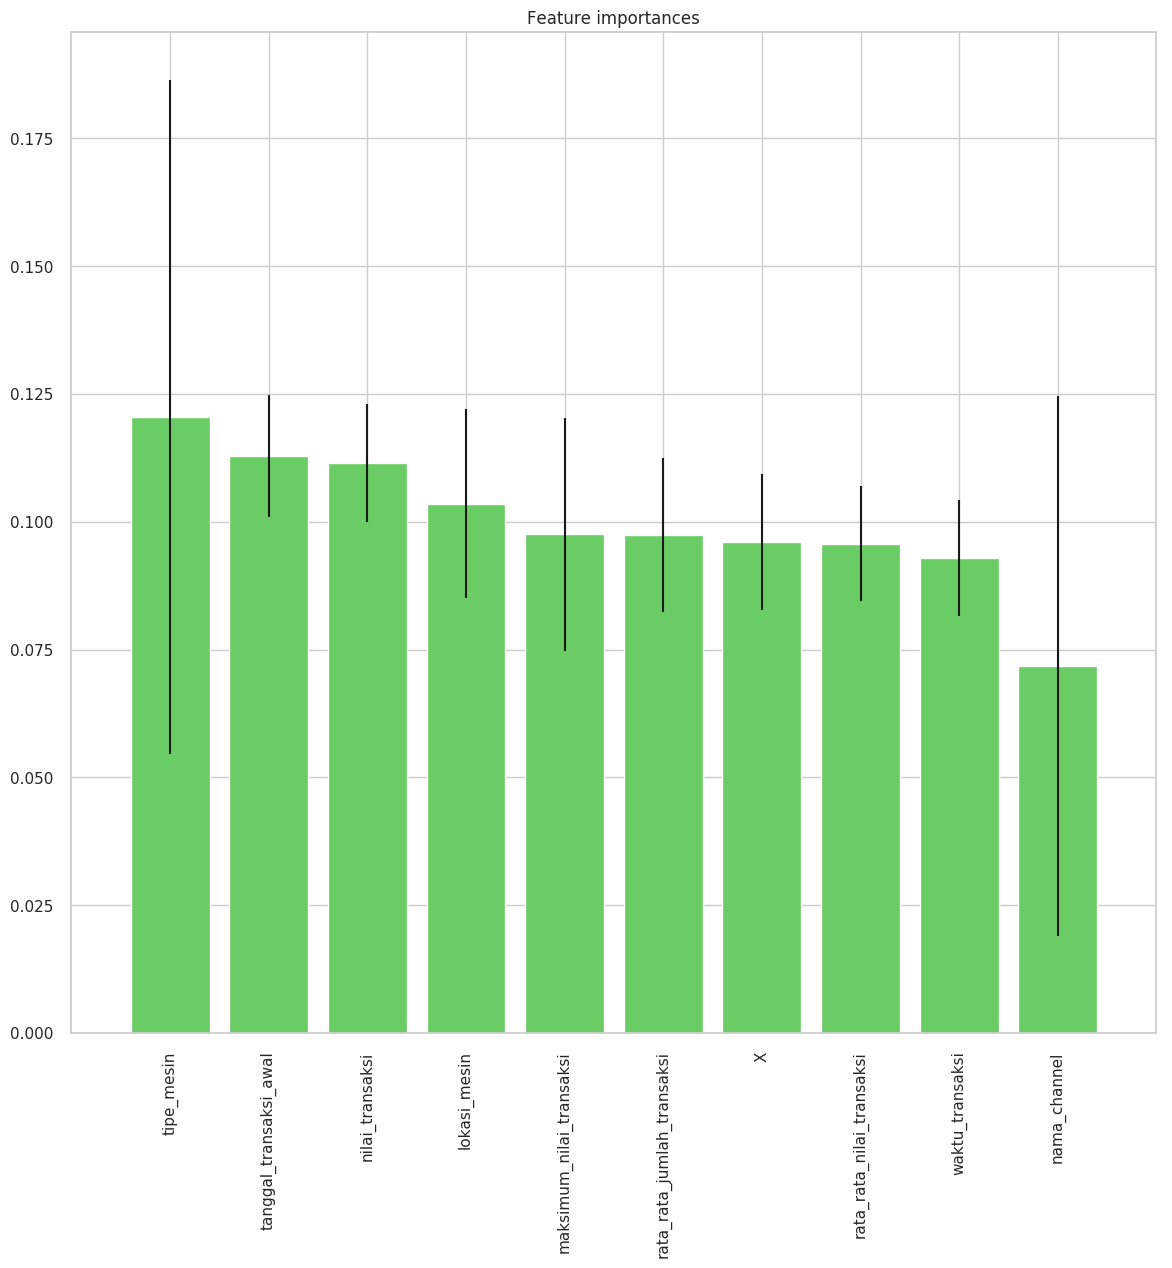 Feature importances
0.175
0.150
0.125
0.100
0.075
0.050
0.025
0.000
tipe_mesin
tanggal_transaksi_awal
nilai_transaksi
lokasi_mesin
maksimum_nilai_transaksi
rata_rata_jumlah_transaksi
X
rata_rata_nilai_transaksi
waktu_transaksi
nama_channel